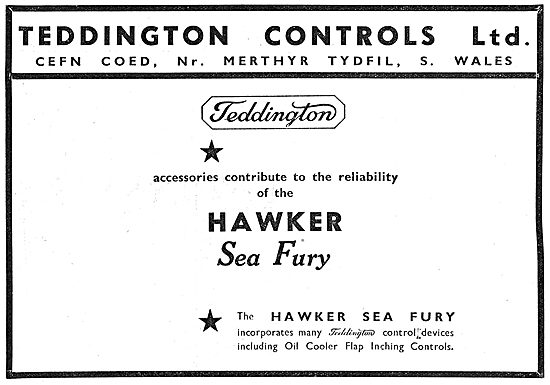 TEDDINGTON CONTROLS Ltd.
CEFN COED, Nr. MERTHYR TYDFIL, S. WALES
Teddington
accessories contribute to the reliability
of the
HAWKER
Sea Fury
The HAWKER SEA FURY
incorporates many Teddington control devices
including Oil Cooler Flap Inching Controls.